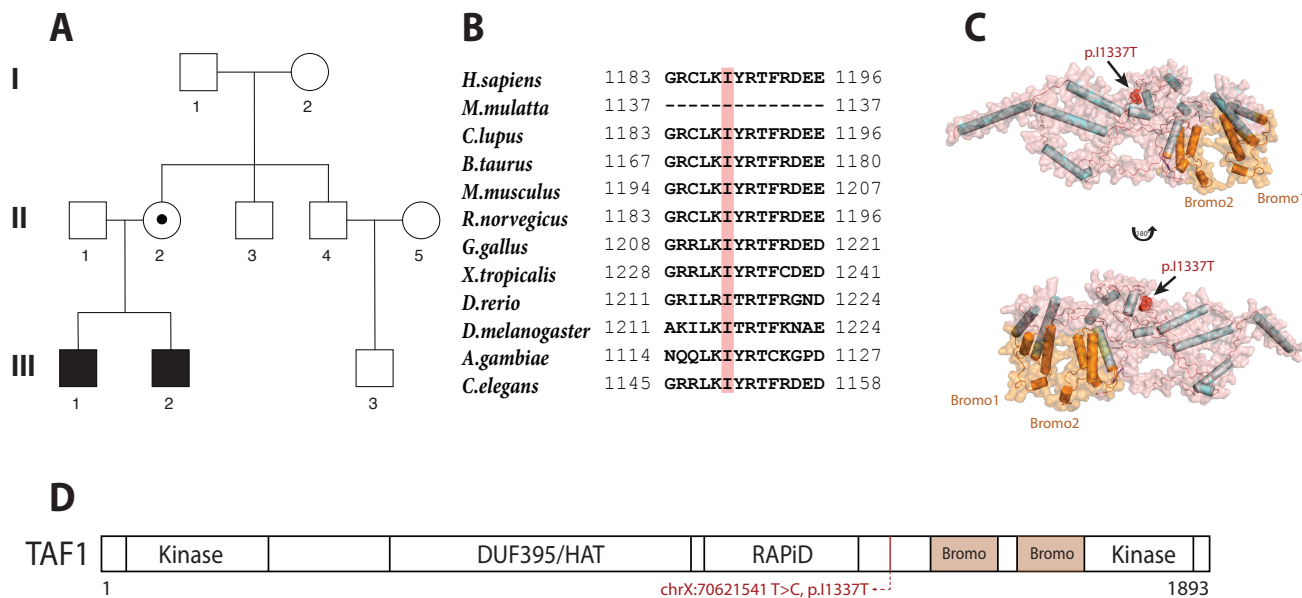 A
I
1
2
II
1
2
3
4
5
III
1
2
3
B
H.sapiens 1183 GRCLKIYRTFRDEE 1196
M.mulatta 1137 -------------- 1137
C.lupus 1183 GRCLKIYRTFRDEE 1196
B.taurus 1167 GRCLKIYRTFRDEE 1180
M.musculus 1194 GRCLKIYRTFRDEE 1207
R.norvegicus 1183 GRCLKIYRTFRDEE 1196
G.gallus 1208 GRRLKIYRTFRDED 1221
X.tropicalis 1228 GRRLKIYRTFCDED 1241
D.rerio 1211 GRILRITRTFRGND 1224
D.melanogaster 1211 AKILKITRTFKNAE 1224
A.gambiae 1114 NQQLKIYRTCKGPD 1127
C.elegans 1145 GRRLKIYRTFRDED 1158
C
p.I1337T
Bromo2
Bromo1
180°
p.I1337T
Bromo1
Bromo2
D
TAF1 Kinase DUF395/HAT RAPiD Bromo Bromo Kinase
1 chrX:70621541 T>C, p.I1337T 1893